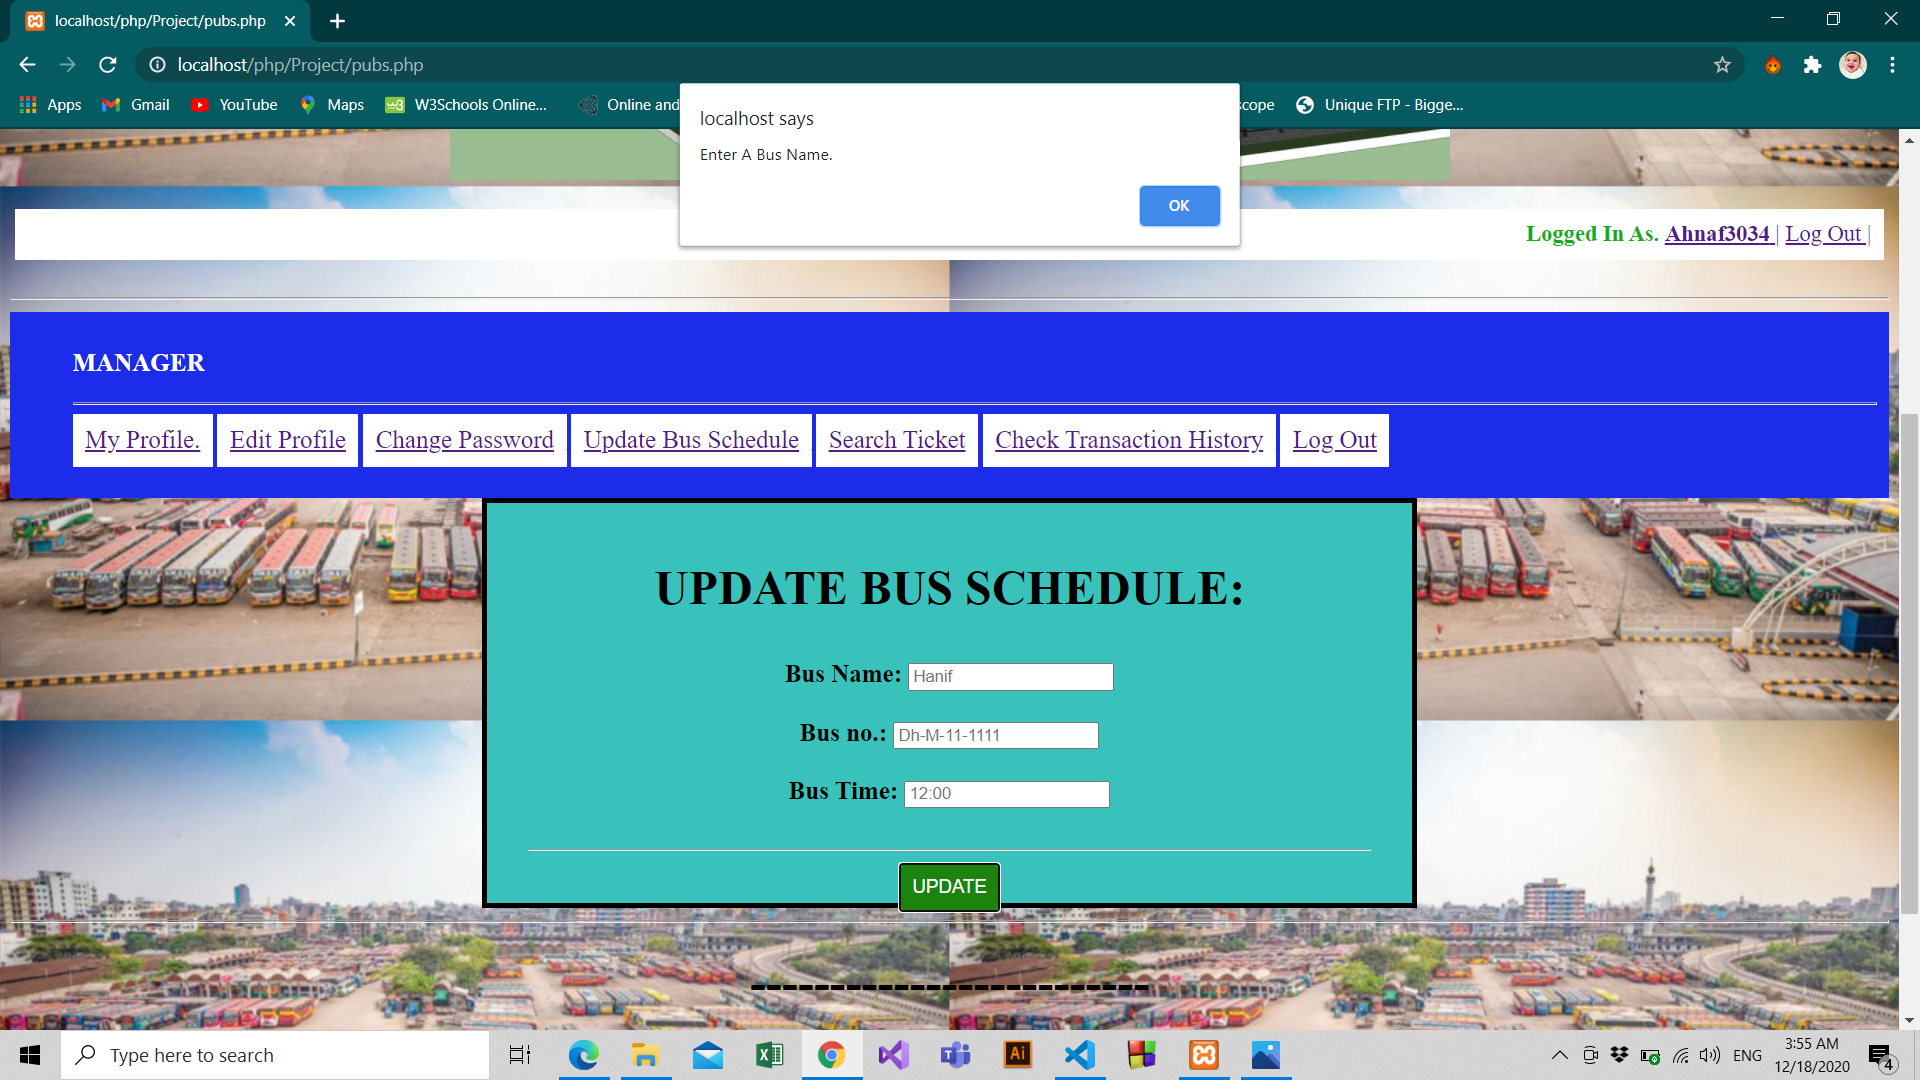 localhost/php/Project/pubs.php
localhost/php/Project/pubs.php
Apps Gmail YouTube Maps W3Schools Online... Online and scope Unique FTP - Bigge...
localhost says
Enter A Bus Name.
OK
Logged In As. Ahnaf3034 | Log Out |
MANAGER
My Profile. Edit Profile Change Password Update Bus Schedule Search Ticket Check Transaction History Log Out
UPDATE BUS SCHEDULE:
Bus Name: Hanif
Bus no.: Dh-M-11-1111
Bus Time: 12:00
UPDATE
Type here to search
ENG
3:55 AM
12/18/2020
4